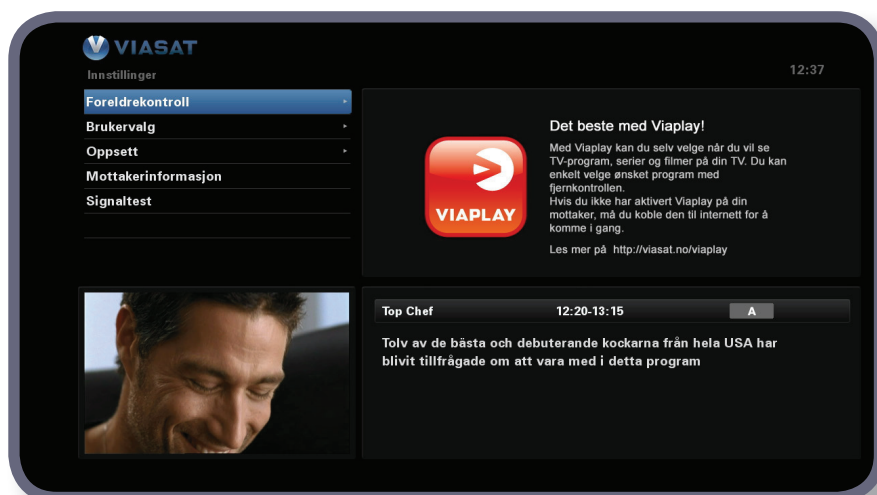 VIASAT
Innstillinger
12:37
Foreldrekontroll
Brukervalg
Oppsett
Mottakerinformasjon
Signaltest
VIAPLAY
Det beste med Viaplay!
Med Viaplay kan du selv velge når du vil se
TV-program, serier og filmer på din TV. Du kan
enkelt velge ønsket program med
fjernkontrollen.
Hvis du ikke har aktivert Viaplay på din
mottaker, må du koble den til internett for å
komme i gang.
Les mer på http://viasat.no/viaplay
Top Chef 12:20-13:15 A
Tolv av de bästa och debuterande kockarna från hela USA har
blivit tillfrågade om att vara med i detta program